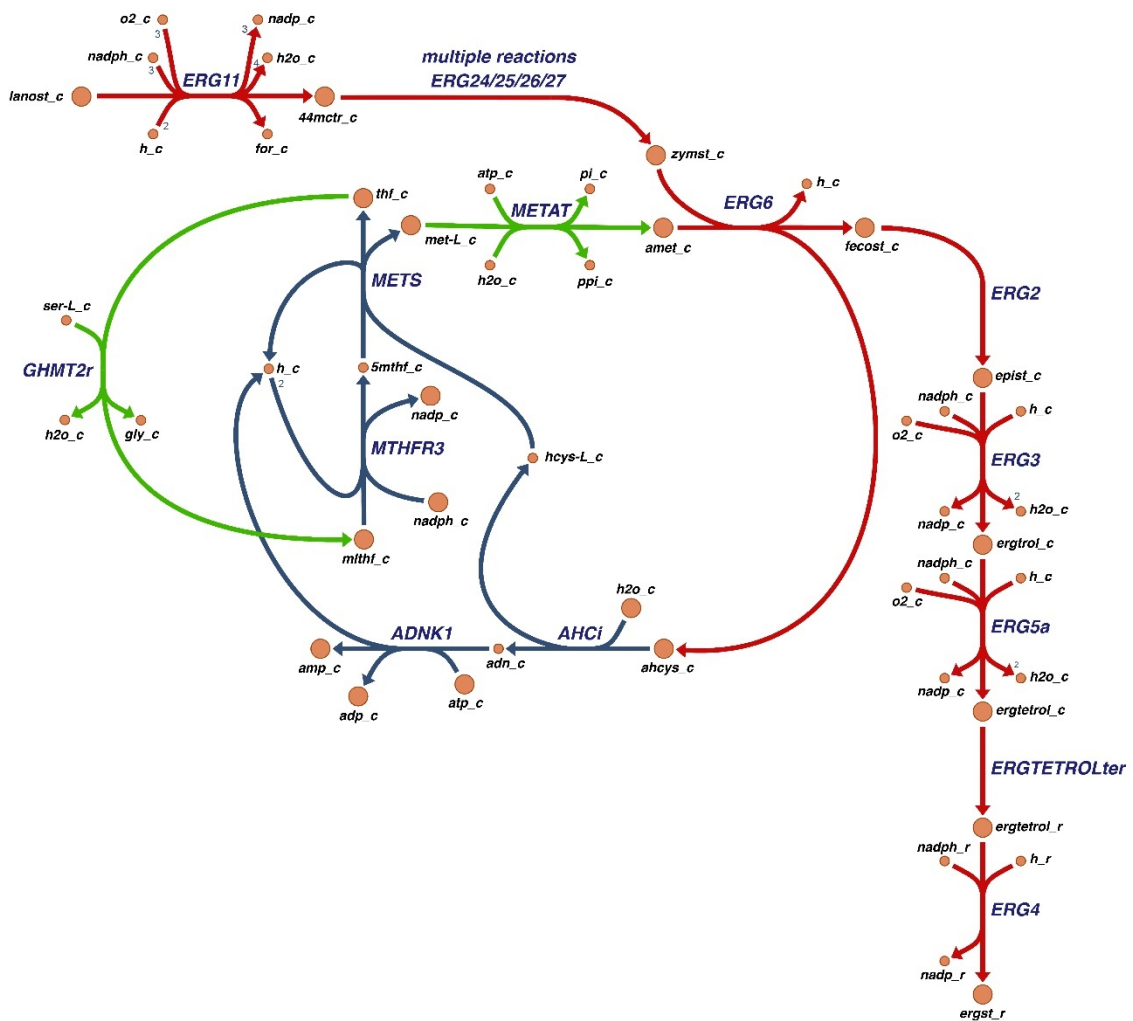 o2_c
nadp_c
3
3
nadph_c
h2o_c
3
4
ERG11
multiple reactions
ERG24/25/26/27
lanost_c
44mctr_c
2
h_c
for_c
zymst_c
atp_c
pi_c
h_c
thf_c
METAT
ERG6
met-L_c
amet_c
fecost_c
h2o_c
ppi_c
METS
ERG2
ser-L_c
GHMT2r
h_c
2
5mthf_c
epist_c
nadph_c
h_c
nadp_c
o2_c
h2o_c
gly_c
MTHFR3
hcys-L_c
ERG3
2
nadph_c
nadp_c
h2o_c
mlthf_c
ergtrol_c
nadph_c
h_c
h2o_c
o2_c
ERG5a
ADNK1
AHCi
amp_c
adn_c
ahcys_c
2
h2o_c
nadp_c
adp_c
atp_c
ergtetrol_c
ERGTETROLter
ergtetrol_r
nadph_r
h_r
ERG4
nadp_r
ergst_r